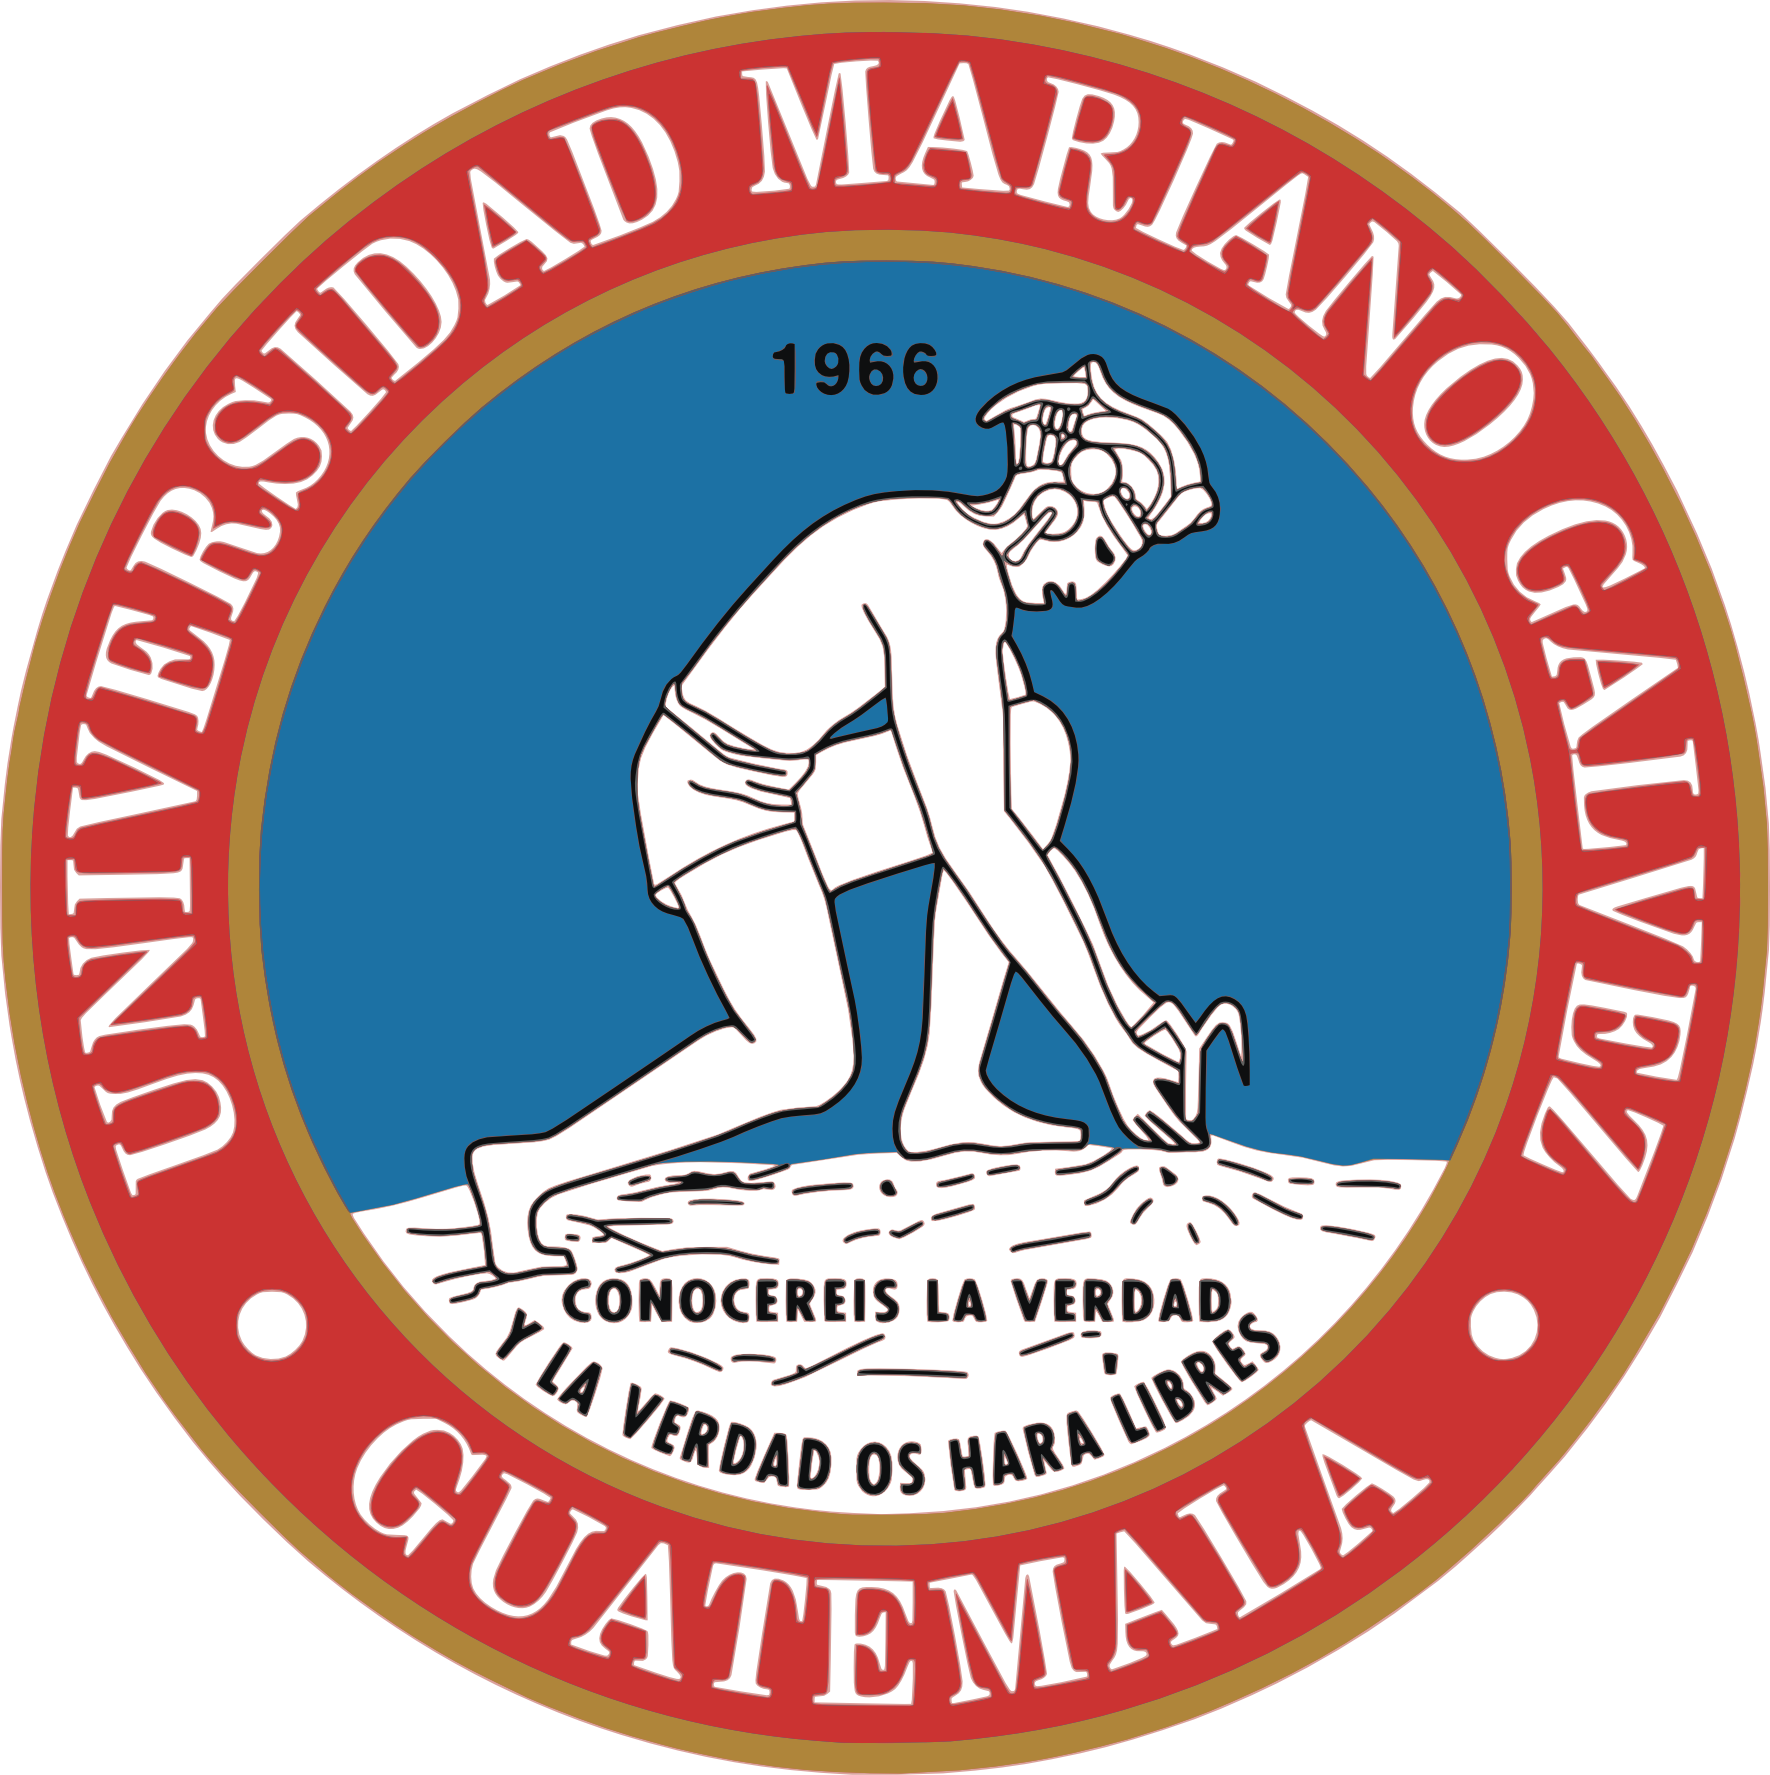 UNIVERSIDAD MARIANO GALVEZ
1966
CONOCEREIS LA VERDAD
Y LA VERDAD OS HARA LIBRES
GUATEMALA